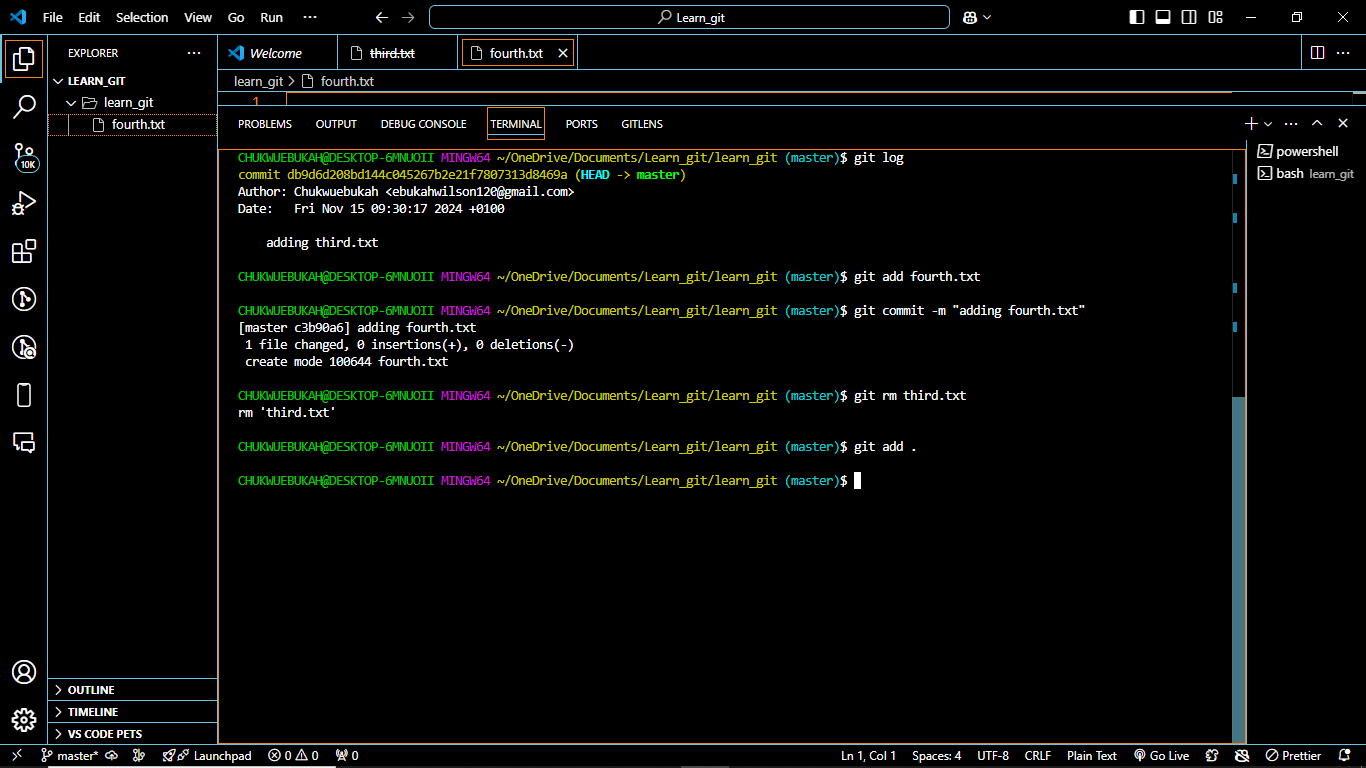 File Edit Selection View Go Run ··· Learn_git
EXPLORER ···
LEARN_GIT
learn_git
fourth.txt
10K
OUTLINE
TIMELINE
VS CODE PETS
Welcome third.txt fourth.txt
learn_git > fourth.txt
1
PROBLEMS OUTPUT DEBUG CONSOLE TERMINAL PORTS GITLENS
CHUKWUEBUKAH@DESKTOP-6MNUOII MINGW64 ~/OneDrive/Documents/Learn_git/learn_git (master)$ git log
commit db9d6d208bd144c045267b2e21f7807313d8469a (HEAD -> master)
Author: Chukwuebukah <ebukahwilson120@gmail.com>
Date:   Fri Nov 15 09:30:17 2024 +0100
    adding third.txt
CHUKWUEBUKAH@DESKTOP-6MNUOII MINGW64 ~/OneDrive/Documents/Learn_git/learn_git (master)$ git add fourth.txt
CHUKWUEBUKAH@DESKTOP-6MNUOII MINGW64 ~/OneDrive/Documents/Learn_git/learn_git (master)$ git commit -m "adding fourth.txt"
[master c3b90a6] adding fourth.txt
 1 file changed, 0 insertions(+), 0 deletions(-)
 create mode 100644 fourth.txt
CHUKWUEBUKAH@DESKTOP-6MNUOII MINGW64 ~/OneDrive/Documents/Learn_git/learn_git (master)$ git rm third.txt
rm 'third.txt'
CHUKWUEBUKAH@DESKTOP-6MNUOII MINGW64 ~/OneDrive/Documents/Learn_git/learn_git (master)$ git add .
CHUKWUEBUKAH@DESKTOP-6MNUOII MINGW64 ~/OneDrive/Documents/Learn_git/learn_git (master)$
powershell
bash learn_git
master* Launchpad 0 0 0 Ln 1, Col 1 Spaces: 4 UTF-8 CRLF Plain Text Go Live Prettier